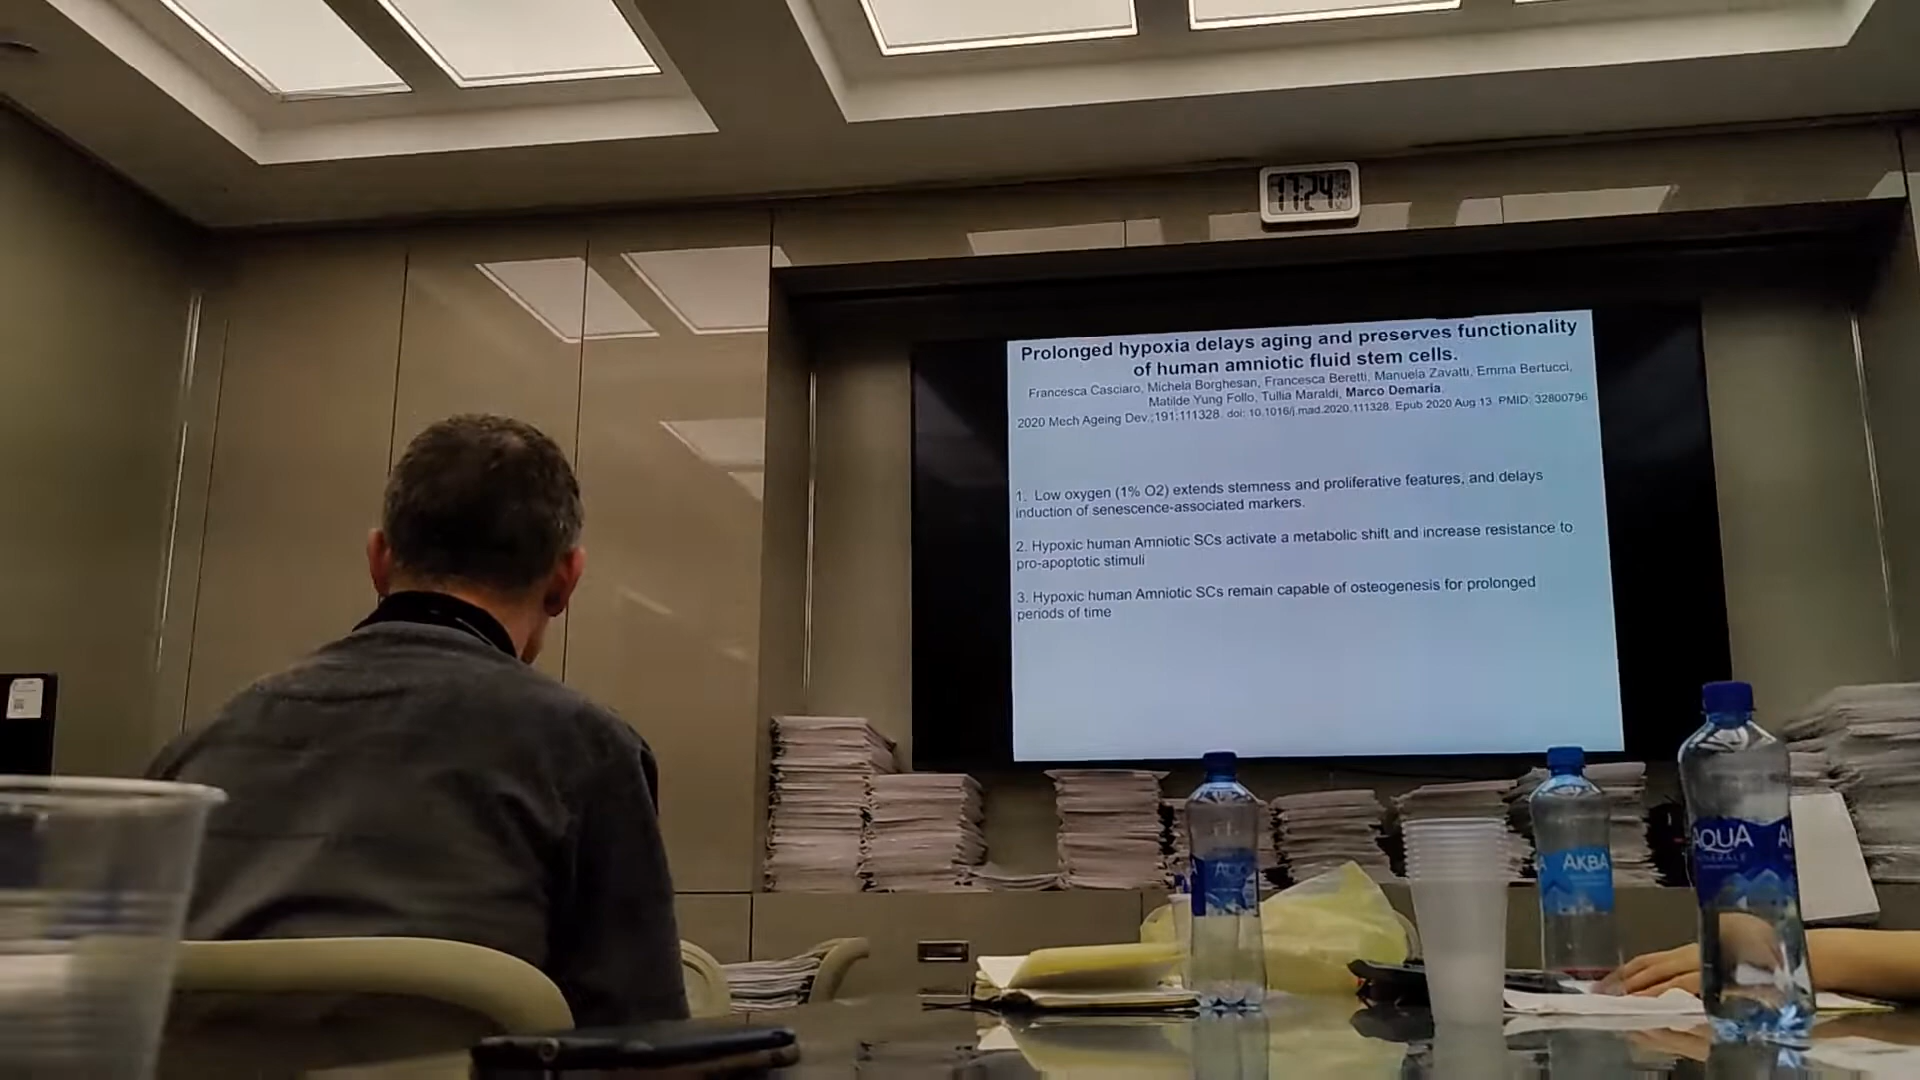 17:24
Prolonged hypoxia delays aging and preserves functionality
of human amniotic fluid stem cells.
Francesca Casciaro, Michela Borghesan, Francesca Beretti, Manuela Zavatti, Emma Bertucci,
Matilde Yung Follo, Tullia Maraldi, Marco Demaria.
2020 Mech Ageing Dev.;191:111328. doi: 10.1016/j.mad.2020.111328. Epub 2020 Aug 13. PMID: 32800796
1. Low oxygen (1% O2) extends stemness and proliferative features, and delays
induction of senescence-associated markers.
2. Hypoxic human Amniotic SCs activate a metabolic shift and increase resistance to
pro-apoptotic stimuli
3. Hypoxic human Amniotic SCs remain capable of osteogenesis for prolonged
periods of time
АКВА
AQUA
MINERALE